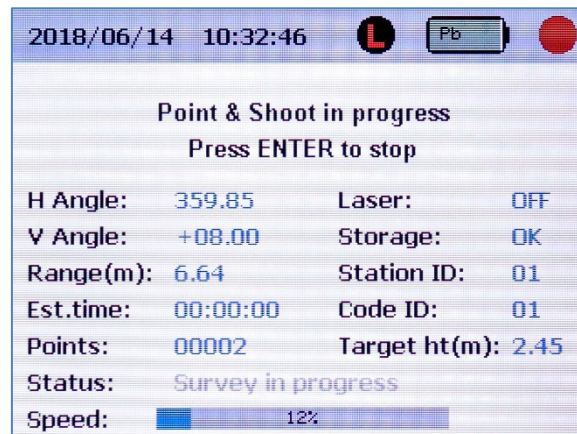 2018/06/14 10:32:46 L Pb
Point & Shoot in progress
Press ENTER to stop
H Angle: 359.85 Laser: OFF
V Angle: +08.00 Storage: OK
Range(m): 6.64 Station ID: 01
Est.time: 00:00:00 Code ID: 01
Points: 00002 Target ht(m): 2.45
Status: Survey in progress
Speed: 12%